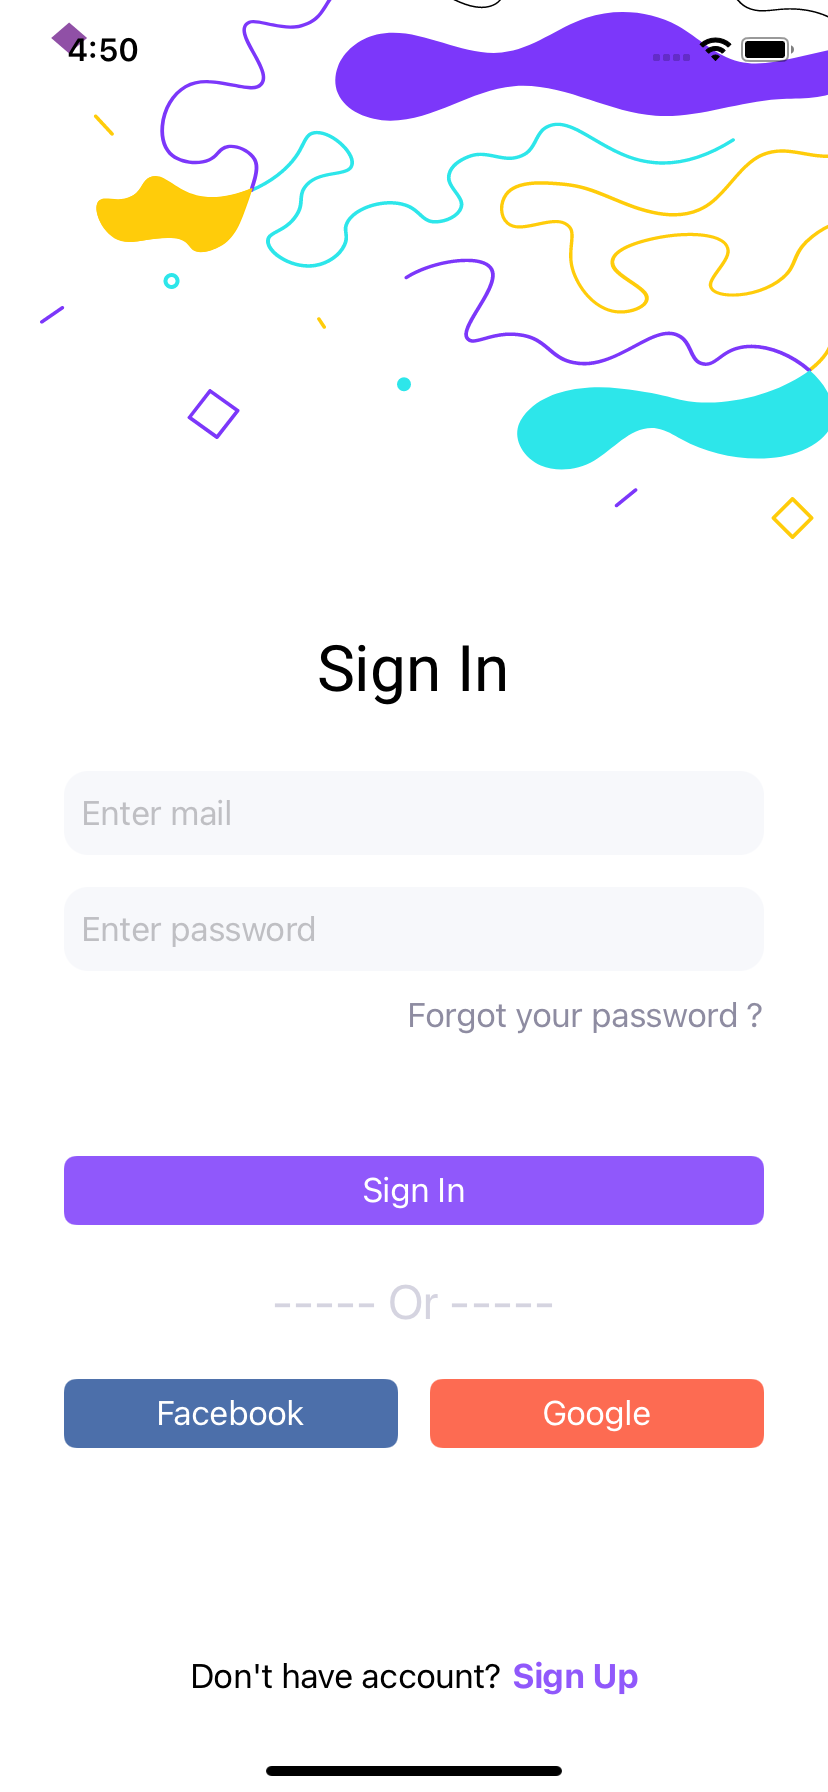 4:50
Sign In
Enter mail
Enter password
Forgot your password ?
Sign In
----- Or -----
Facebook
Google
Don't have account? Sign Up